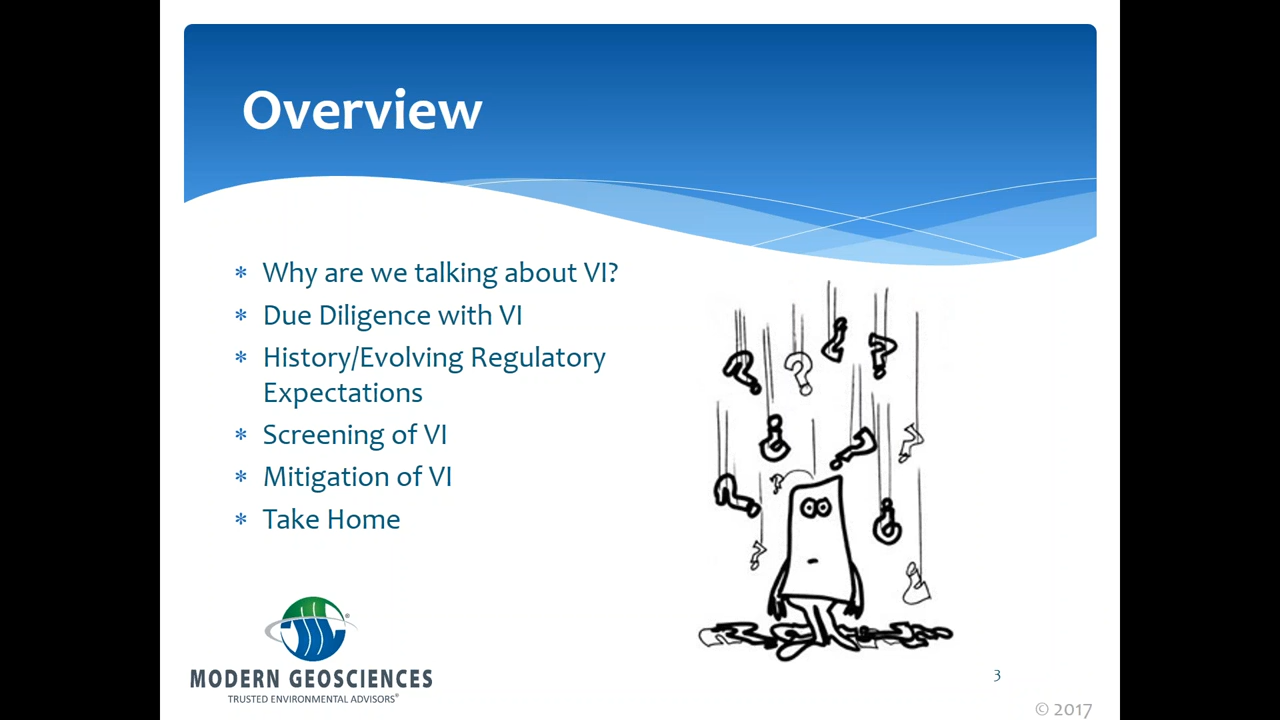 Overview
* Why are we talking about VI?
* Due Diligence with VI
* History/Evolving Regulatory
Expectations
* Screening of VI
* Mitigation of VI
* Take Home
MODERN GEOSCIENCES
TRUSTED ENVIRONMENTAL ADVISORS®
3
© 2017